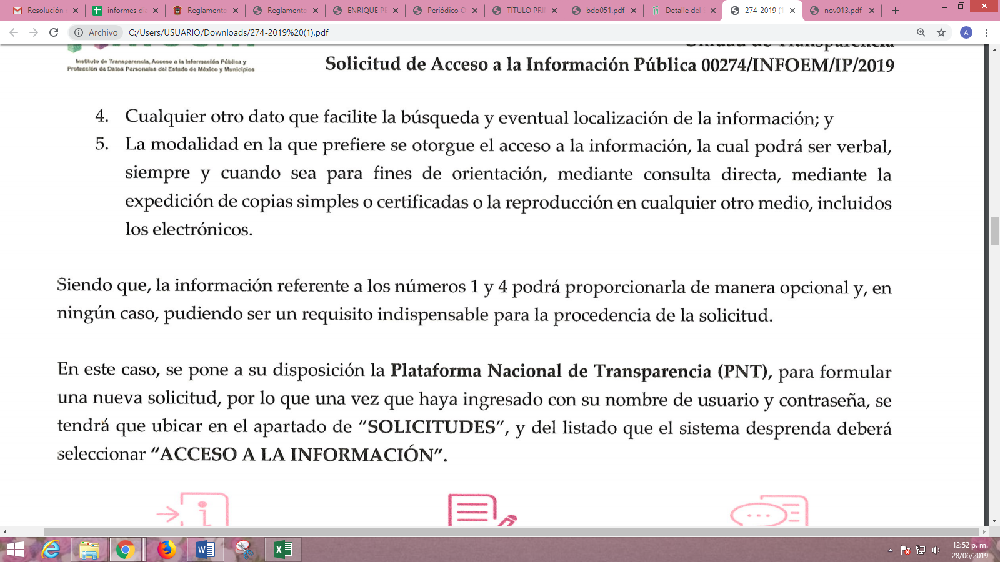 Resolución
informes di
Reglamento
Reglamento
ENRIQUE PE
Periódico O
TÍTULO PRI
bdo051.pdf
Detalle del
274-2019 (1
nov013.pdf
Archivo C:/Users/USUARIO/Downloads/274-2019%20(1).pdf
A
Unidad de Transparencia
Instituto de Transparencia, Acceso a la Información Pública y
Protección de Datos Personales del Estado de México y Municipios
Solicitud de Acceso a la Información Pública 00274/INFOEM/IP/2019
4. Cualquier otro dato que facilite la búsqueda y eventual localización de la información; y
5. La modalidad en la que prefiere se otorgue el acceso a la información, la cual podrá ser verbal,
siempre y cuando sea para fines de orientación, mediante consulta directa, mediante la
expedición de copias simples o certificadas o la reproducción en cualquier otro medio, incluidos
los electrónicos.
Siendo que, la información referente a los números 1 y 4 podrá proporcionarla de manera opcional y, en
ningún caso, pudiendo ser un requisito indispensable para la procedencia de la solicitud.
En este caso, se pone a su disposición la Plataforma Nacional de Transparencia (PNT), para formular
una nueva solicitud, por lo que una vez que haya ingresado con su nombre de usuario y contraseña, se
tendrá que ubicar en el apartado de “SOLICITUDES”, y del listado que el sistema desprenda deberá
seleccionar “ACCESO A LA INFORMACIÓN”.
12:52 p. m.
28/06/2019